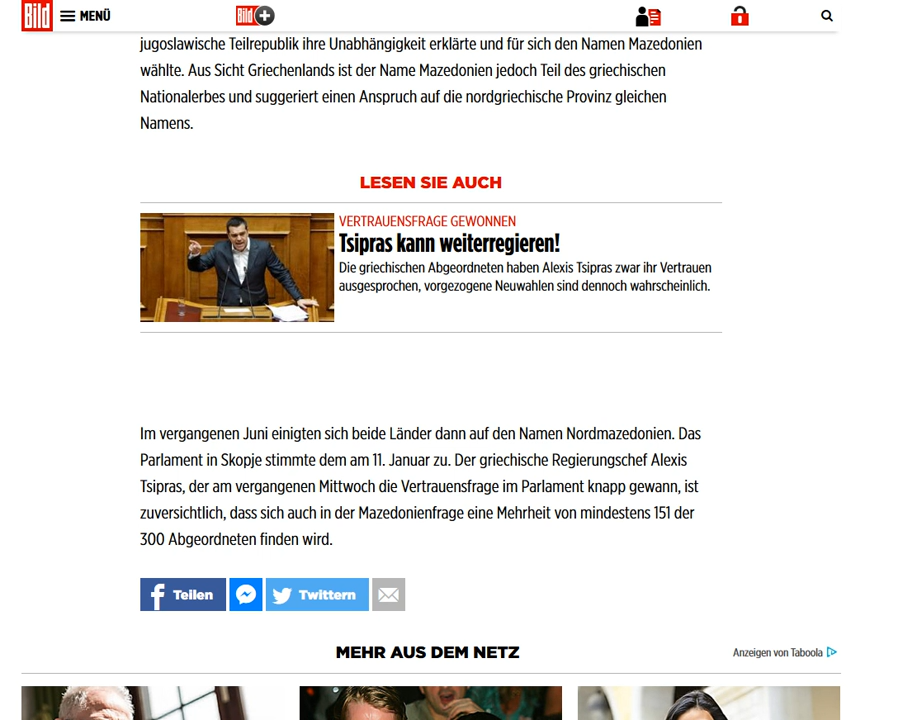 Bild MENÜ Bild+
jugoslawische Teilrepublik ihre Unabhängigkeit erklärte und für sich den Namen Mazedonien
wählte. Aus Sicht Griechenlands ist der Name Mazedonien jedoch Teil des griechischen
Nationalerbes und suggeriert einen Anspruch auf die nordgriechische Provinz gleichen
Namens.
LESEN SIE AUCH
VERTRAUENSFRAGE GEWONNEN
Tsipras kann weiterregieren!
Die griechischen Abgeordneten haben Alexis Tsipras zwar ihr Vertrauen
ausgesprochen, vorgezogene Neuwahlen sind dennoch wahrscheinlich.
Im vergangenen Juni einigten sich beide Länder dann auf den Namen Nordmazedonien. Das
Parlament in Skopje stimmte dem am 11. Januar zu. Der griechische Regierungschef Alexis
Tsipras, der am vergangenen Mittwoch die Vertrauensfrage im Parlament knapp gewann, ist
zuversichtlich, dass sich auch in der Mazedonienfrage eine Mehrheit von mindestens 151 der
300 Abgeordneten finden wird.
Teilen Twittern
MEHR AUS DEM NETZ Anzeigen von Taboola